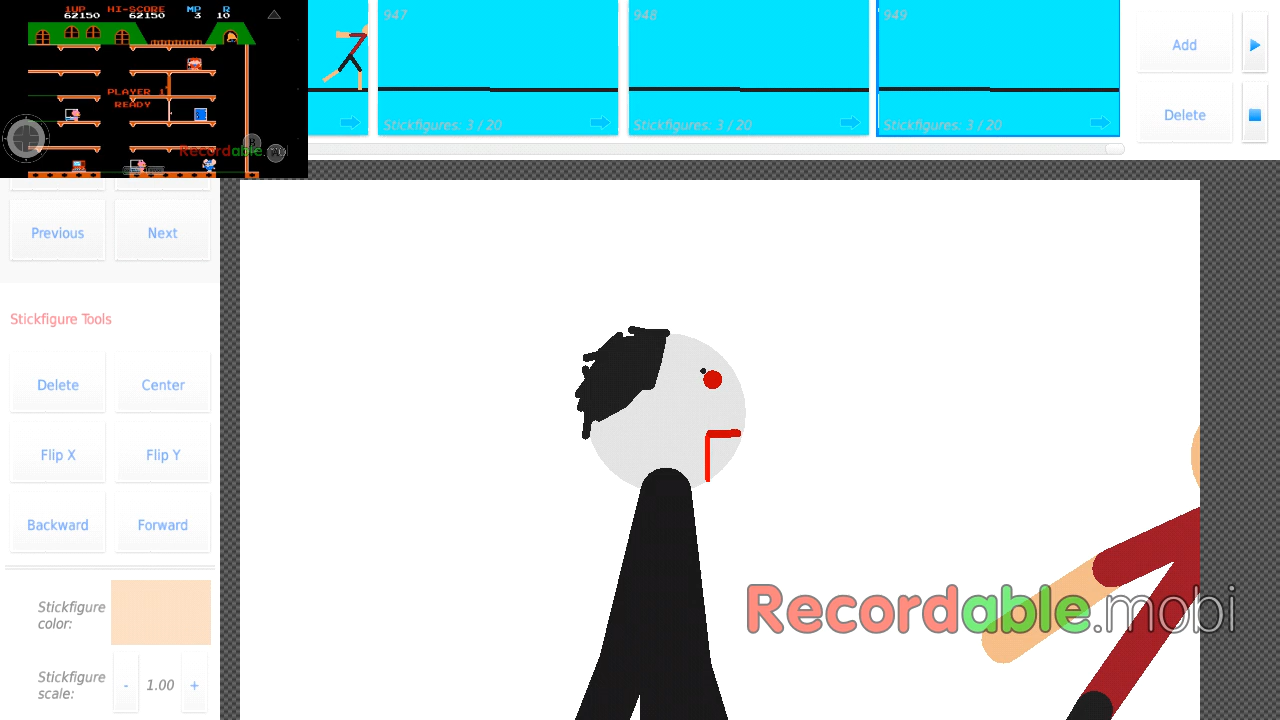 1UP HI-SCORE MP R
62150 62150 3 10
PLAYER 1
READY
Recordable.mobi
947
Stickfigures: 3 / 20
948
Stickfigures: 3 / 20
949
Stickfigures: 3 / 20
Add
Delete
Previous Next
Stickfigure Tools
Delete Center
Flip X Flip Y
Backward Forward
Stickfigure
color:
Stickfigure
scale:
- 1.00 +
Recordable.mobi